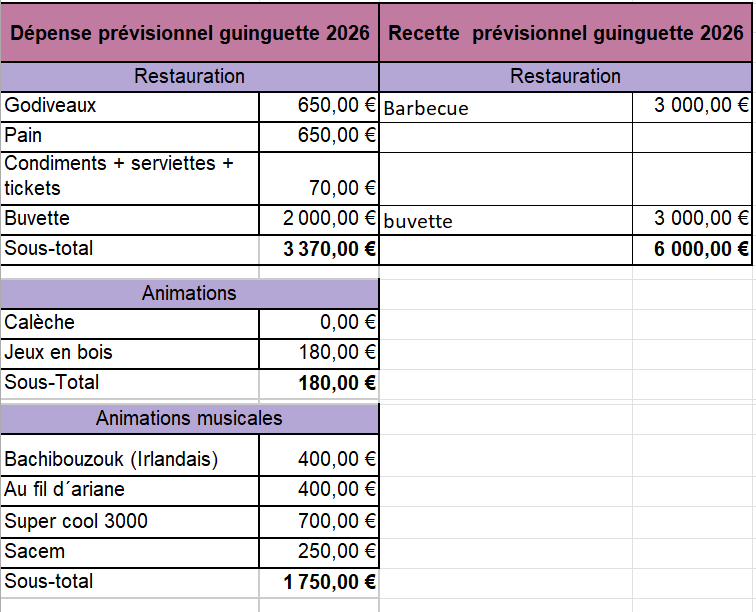 Dépense prévisionnel guinguette 2026 Recette prévisionnel guinguette 2026
Restauration Restauration
Godiveaux 650,00 € Barbecue 3 000,00 €
Pain 650,00 €
Condiments + serviettes +
tickets 70,00 €
Buvette 2 000,00 € buvette 3 000,00 €
Sous-total 3 370,00 € 6 000,00 €
Animations
Calèche 0,00 €
Jeux en bois 180,00 €
Sous-Total 180,00 €
Animations musicales
Bachibouzouk (Irlandais) 400,00 €
Au fil d´ariane 400,00 €
Super cool 3000 700,00 €
Sacem 250,00 €
Sous-total 1 750,00 €